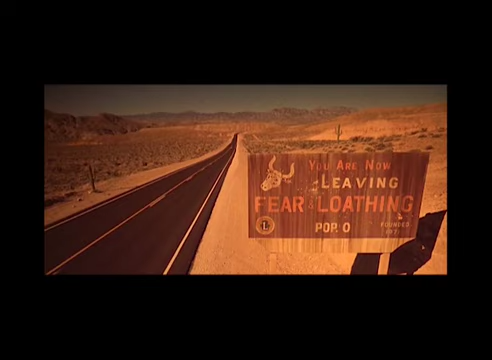 You Are Now
LEAVING
FEAR & LOATHING
POP. 0
FOUNDED